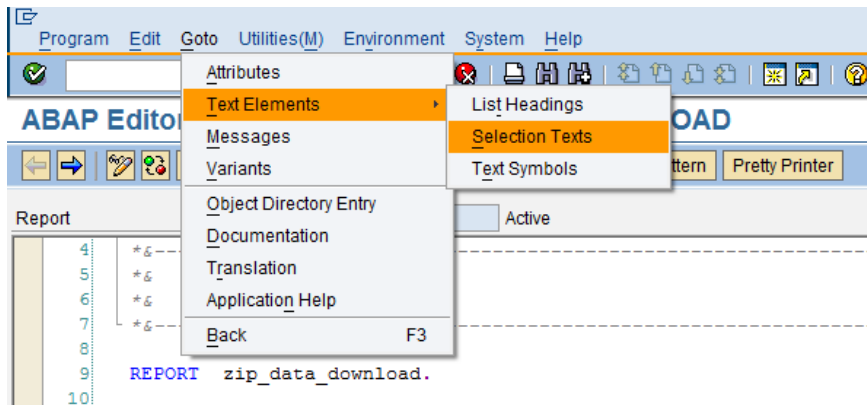 Program Edit Goto Utilities(M) Environment System Help
Attributes
Text Elements
List Headings
ABAP Edito
OAD
Messages
Selection Texts
Variants
Text Symbols
ttern
Pretty Printer
Object Directory Entry
Report
Active
Documentation
Translation
Application Help
Back F3
4 *&---
5 *&
6 *&
7 *&---
8
9 REPORT zip_data_download.
10